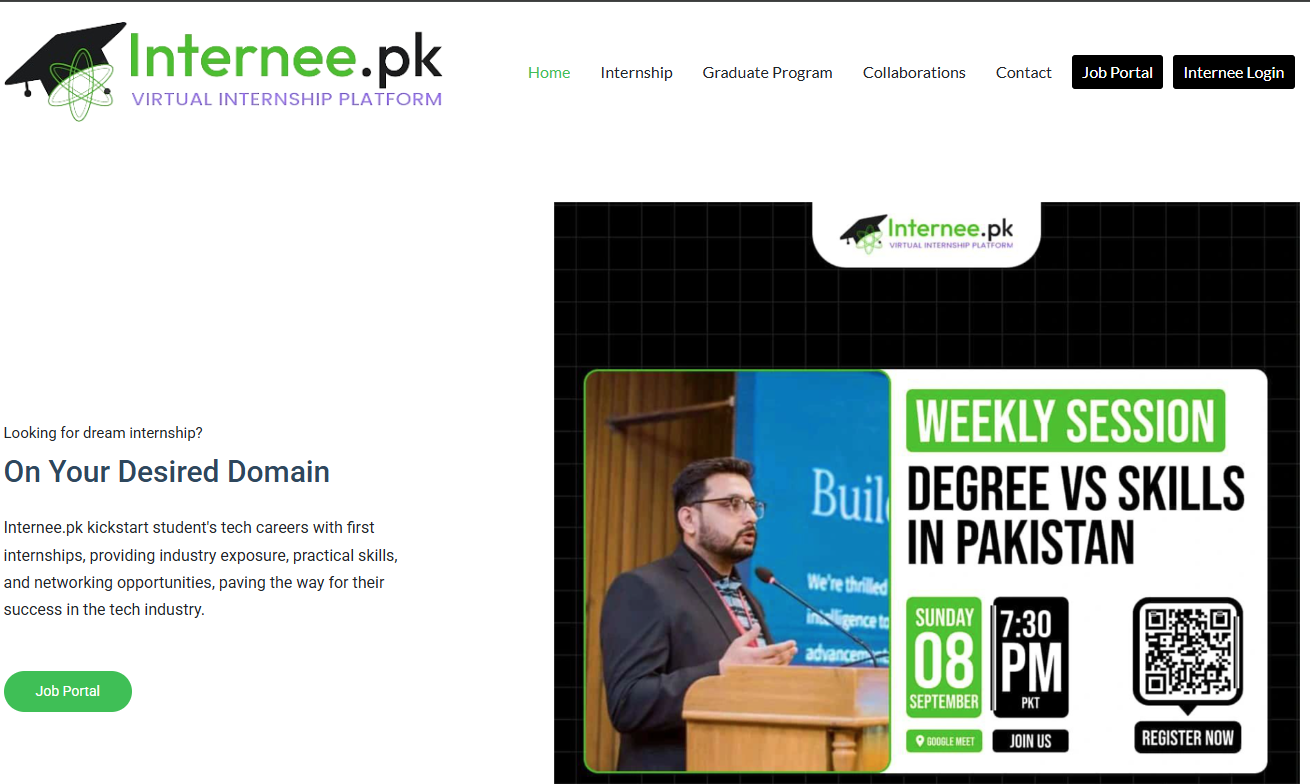 Internee.pk
VIRTUAL INTERNSHIP PLATFORM
Home
Internship
Graduate Program
Collaborations
Contact
Job Portal
Internee Login
Looking for dream internship?
On Your Desired Domain
Internee.pk kickstart student's tech careers with first
internships, providing industry exposure, practical skills,
and networking opportunities, paving the way for their
success in the tech industry.
Job Portal
Internee.pk
VIRTUAL INTERNSHIP PLATFORM
Buil
We're thrilled
intelligence to
advancem
WEEKLY SESSION
DEGREE VS SKILLS
IN PAKISTAN
SUNDAY
08
SEPTEMBER
7:30
PM
PKT
GOOGLE MEET
JOIN US
REGISTER NOW